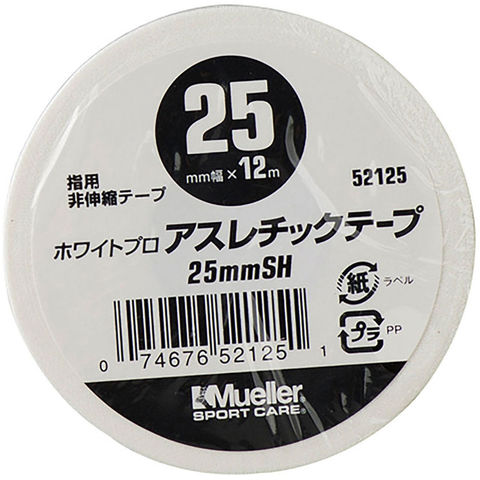 25
mm幅 × 12m
指用
非伸縮テープ
52125
ホワイトプロ アスレチックテープ
25mmSH
紙 ラベル
プラ PP
0 74676 52125 1
Mueller
SPORT CARE®